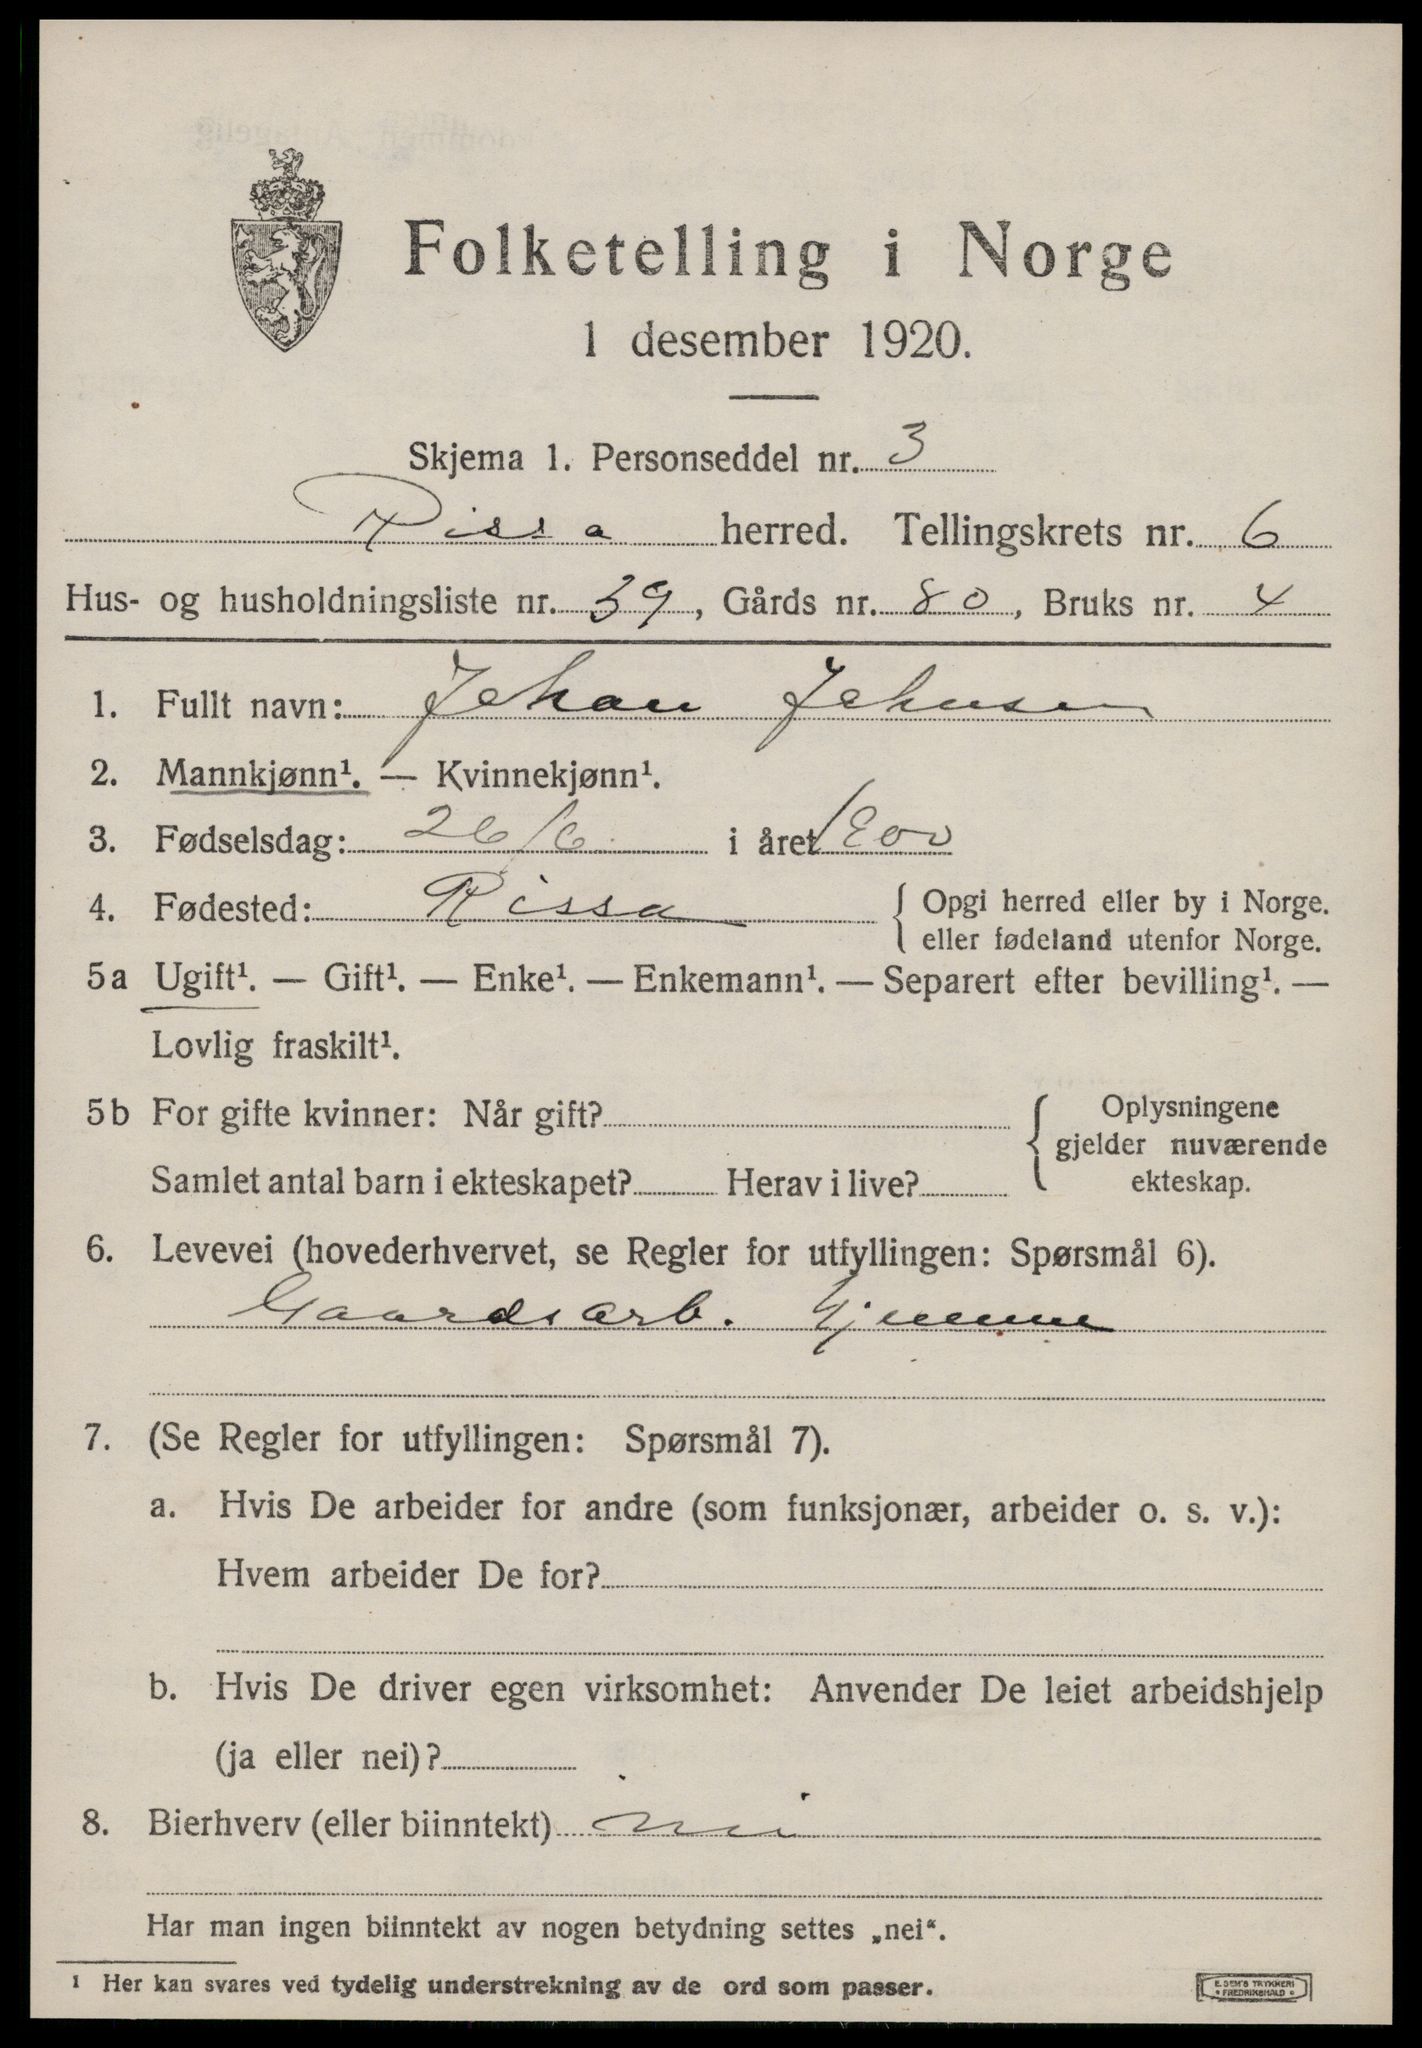 Folketelling i Norge
1 desember 1920.
Skjema 1. Personseddel nr. 3
Rissa herred. Tellingskrets nr. 6
Hus- og husholdningsliste nr. 39, Gårds nr. 80, Bruks nr. 4
1. Fullt navn: Johan Johnsen
2. Mannkjønn¹. — Kvinnekjønn¹.
3. Fødselsdag: 26/6 i året 1900
4. Fødested: Rissa { Opgi herred eller by i Norge.
eller fødeland utenfor Norge.
5a Ugift¹. — Gift¹. — Enke¹. — Enkemann¹. — Separert efter bevilling¹. —
Lovlig fraskilt¹.
5b For gifte kvinner: Når gift? { Oplysningene
gjelder nuværende
Samlet antal barn i ekteskapet? Herav i live? ekteskap.
6. Levevei (hovederhvervet, se Regler for utfyllingen: Spørsmål 6).
Gaardsarb. hjemme
7. (Se Regler for utfyllingen: Spørsmål 7).
a. Hvis De arbeider for andre (som funksjonær, arbeider o. s. v.):
Hvem arbeider De for?
b. Hvis De driver egen virksomhet: Anvender De leiet arbeidshjelp
(ja eller nei)?
8. Bierhverv (eller biinntekt) nei
Har man ingen biinntekt av nogen betydning settes „nei“.
¹ Her kan svares ved tydelig understrekning av de ord som passer.
E. SEM'S TRYKKERI
• FREDRIKSHALD •